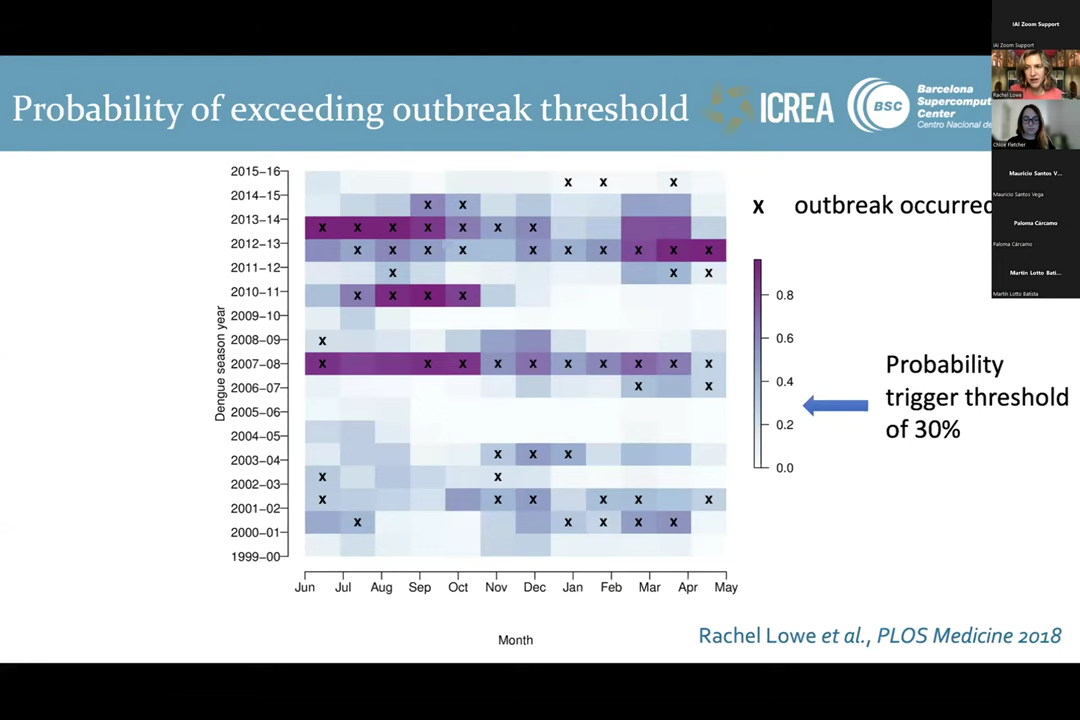 Probability of exceeding outbreak threshold
ICREA
BSC
Barcelona
Supercomput
Center
Centro Nacional de
IAI Zoom Support
IAI Zoom Support
Rachel Lowe
Chloe Fletcher
Mauricio Santos V...
Mauricio Santos Vega
Paloma Cárcamo
Paloma Cárcamo
Martín Lotto Bati...
Martín Lotto Batista
x outbreak occurred
Dengue season year
2015–16
2014–15
2013–14
2012–13
2011–12
2010–11
2009–10
2008–09
2007–08
2006–07
2005–06
2004–05
2003–04
2002–03
2001–02
2000–01
1999–00
x x x
x x
x x x x x x x
x x x x x x x x x x
x x x
x x x x
x
x x x x x x x x x x
x x
x x x
x x
x x x x x x
x x x x x
Jun Jul Aug Sep Oct Nov Dec Jan Feb Mar Apr May
Month
0.8
0.6
0.4
0.2
0.0
Probability
trigger threshold
of 30%
Rachel Lowe et al., PLOS Medicine 2018